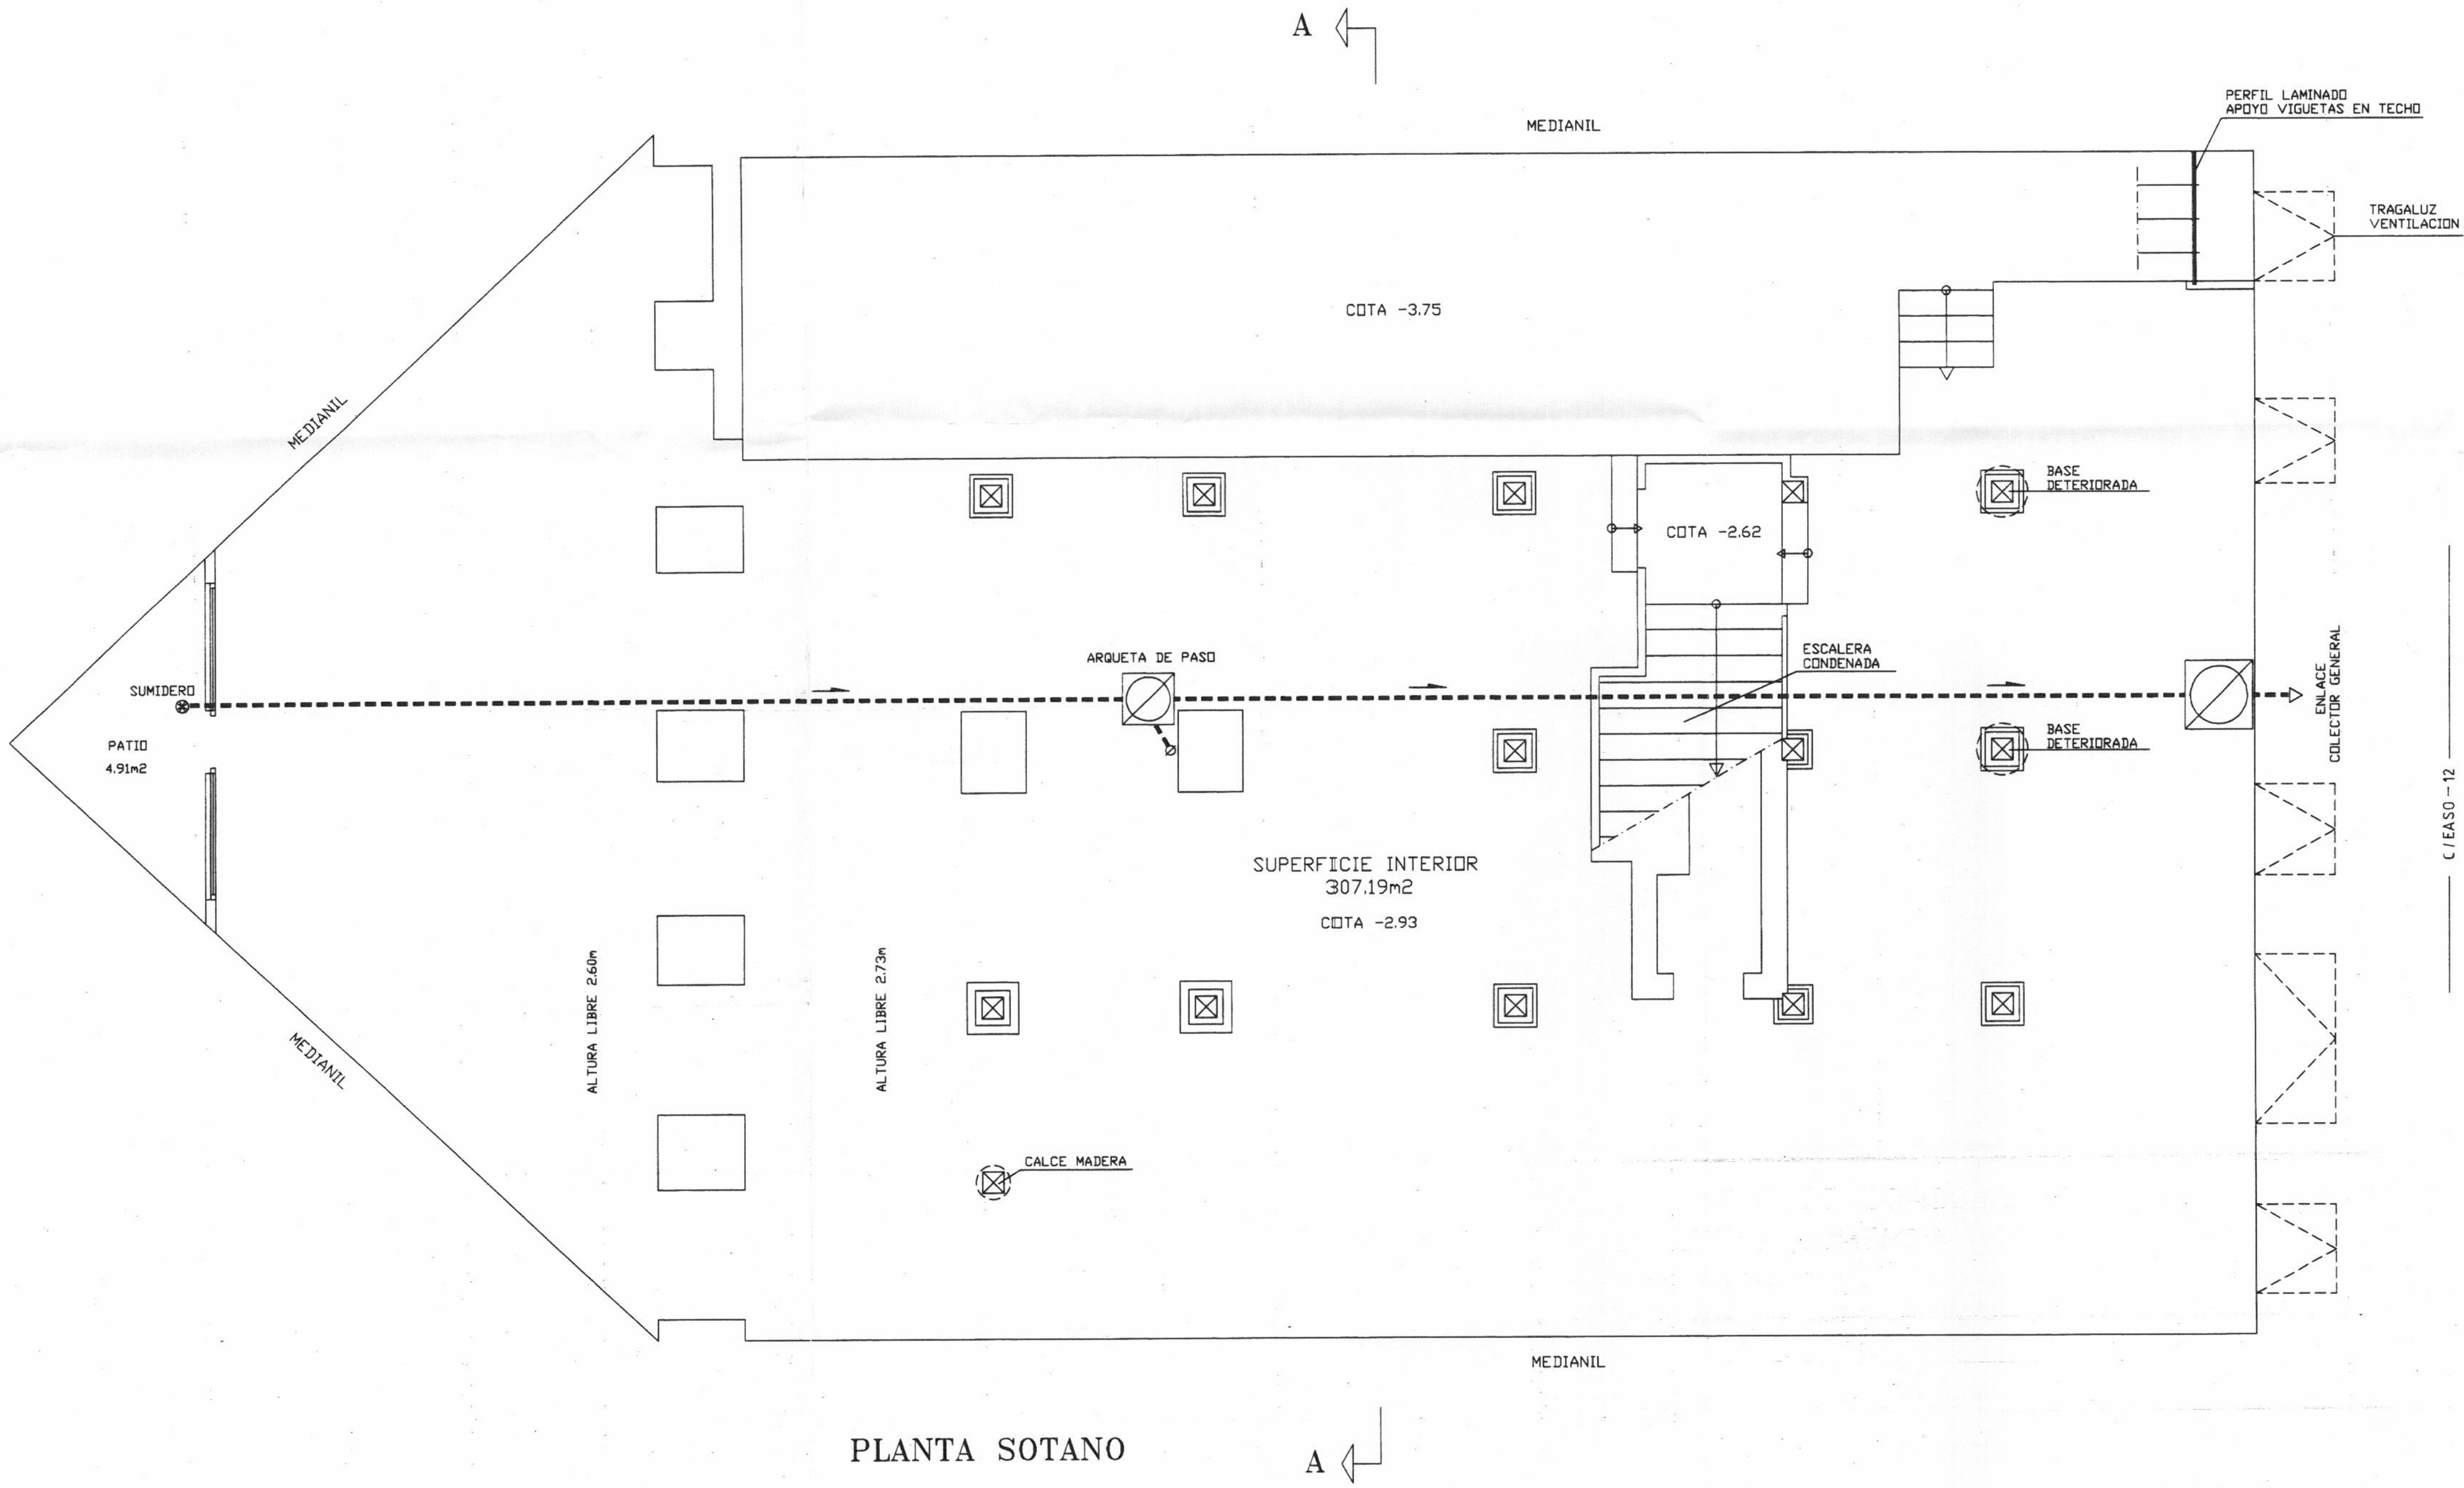 A
PERFIL LAMINADO
APOYO VIGUETAS EN TECHO
MEDIANIL
TRAGALUZ
VENTILACION
COTA -3.75
MEDIANIL
BASE
DETERIORADA
COTA -2.62
ARQUETA DE PASO
ESCALERA
CONDENADA
SUMIDERO
ENLACE
COLECTOR GENERAL
PATIO
4.91m2
BASE
DETERIORADA
C/EASO-12
SUPERFICIE INTERIOR
307.19m2
COTA -2.93
ALTURA LIBRE 2.60m
ALTURA LIBRE 2.73m
MEDIANIL
CALCE MADERA
MEDIANIL
PLANTA SOTANO
A